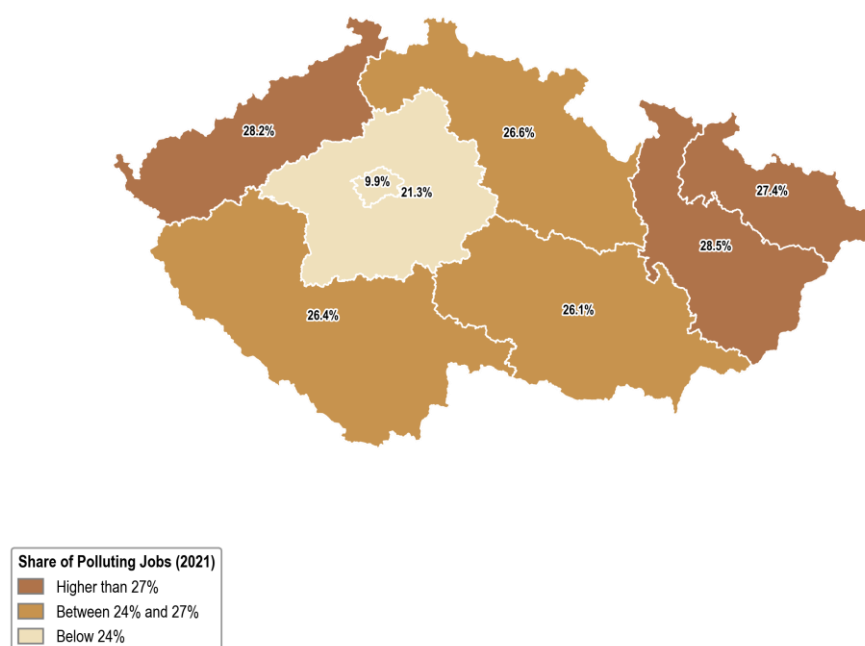 28.2%
26.6%
9.9%
21.3%
27.4%
28.5%
26.4%
26.1%
Share of Polluting Jobs (2021)
Higher than 27%
Between 24% and 27%
Below 24%